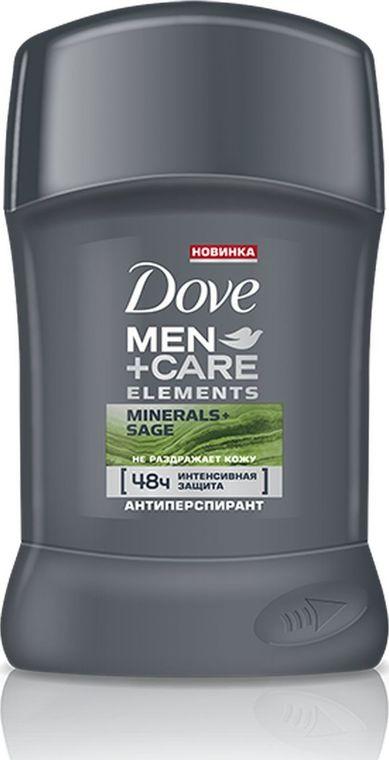 НОВИНКА
Dove
MEN
+CARE
ELEMENTS
MINERALS+
SAGE
НЕ РАЗДРАЖАЕТ КОЖУ
[48ч ИНТЕНСИВНАЯ
ЗАЩИТА]
АНТИПЕРСПИРАНТ